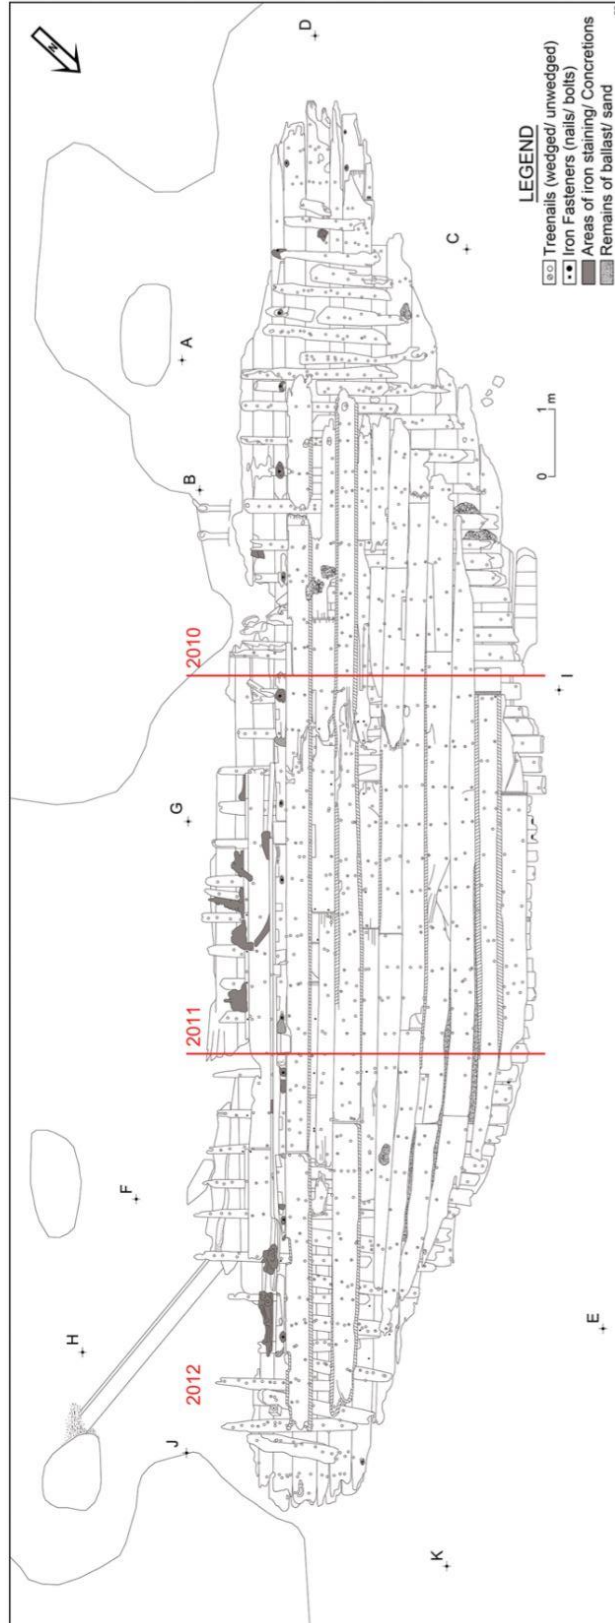 N
D
C
A
B
2010
I
G
2011
F
E
H
2012
J
K
LEGEND
Treenails (wedged/ unwedged)
Iron Fasteners (nails/ bolts)
Areas of iron staining/ Concretions
Remains of ballast/ sand
0 1 m